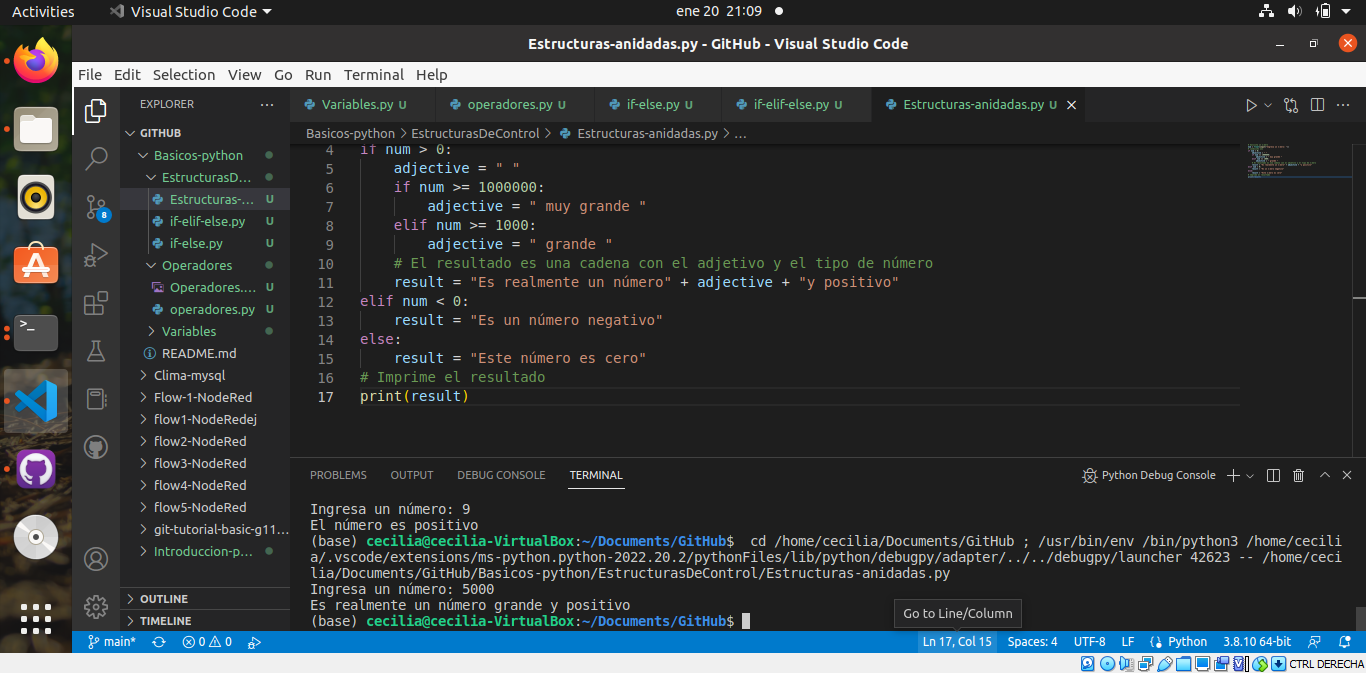 Activities Visual Studio Code ene 20 21:09
Estructuras-anidadas.py - GitHub - Visual Studio Code
File Edit Selection View Go Run Terminal Help
EXPLORER ...
Variables.py U operadores.py U if-else.py U if-elif-else.py U Estructuras-anidadas.py U
Basicos-python > EstructurasDeControl > Estructuras-anidadas.py > ...
GITHUB
Basicos-python
EstructurasD...
Estructuras-... U
if-elif-else.py U
if-else.py U
Operadores
Operadores.... U
operadores.py U
Variables
README.md
Clima-mysql
Flow-1-NodeRed
flow1-NodeRedej
flow2-NodeRed
flow3-NodeRed
flow4-NodeRed
flow5-NodeRed
git-tutorial-basic-g11...
Introduccion-p...
OUTLINE
TIMELINE
8
4 if num > 0:
5 adjective = " "
6 if num >= 1000000:
7 adjective = " muy grande "
8 elif num >= 1000:
9 adjective = " grande "
10 # El resultado es una cadena con el adjetivo y el tipo de número
11 result = "Es realmente un número" + adjective + "y positivo"
12 elif num < 0:
13 result = "Es un número negativo"
14 else:
15 result = "Este número es cero"
16 # Imprime el resultado
17 print(result)
PROBLEMS OUTPUT DEBUG CONSOLE TERMINAL Python Debug Console
Ingresa un número: 9
El número es positivo
(base) cecilia@cecilia-VirtualBox:~/Documents/GitHub$ cd /home/cecilia/Documents/GitHub ; /usr/bin/env /bin/python3 /home/cecili
a/.vscode/extensions/ms-python.python-2022.20.2/pythonFiles/lib/python/debugpy/adapter/../../debugpy/launcher 42623 -- /home/ceci
lia/Documents/GitHub/Basicos-python/EstructurasDeControl/Estructuras-anidadas.py
Ingresa un número: 5000
Es realmente un número grande y positivo
(base) cecilia@cecilia-VirtualBox:~/Documents/GitHub$
Go to Line/Column
main* 0 0 Ln 17, Col 15 Spaces: 4 UTF-8 LF Python 3.8.10 64-bit
CTRL DERECHA